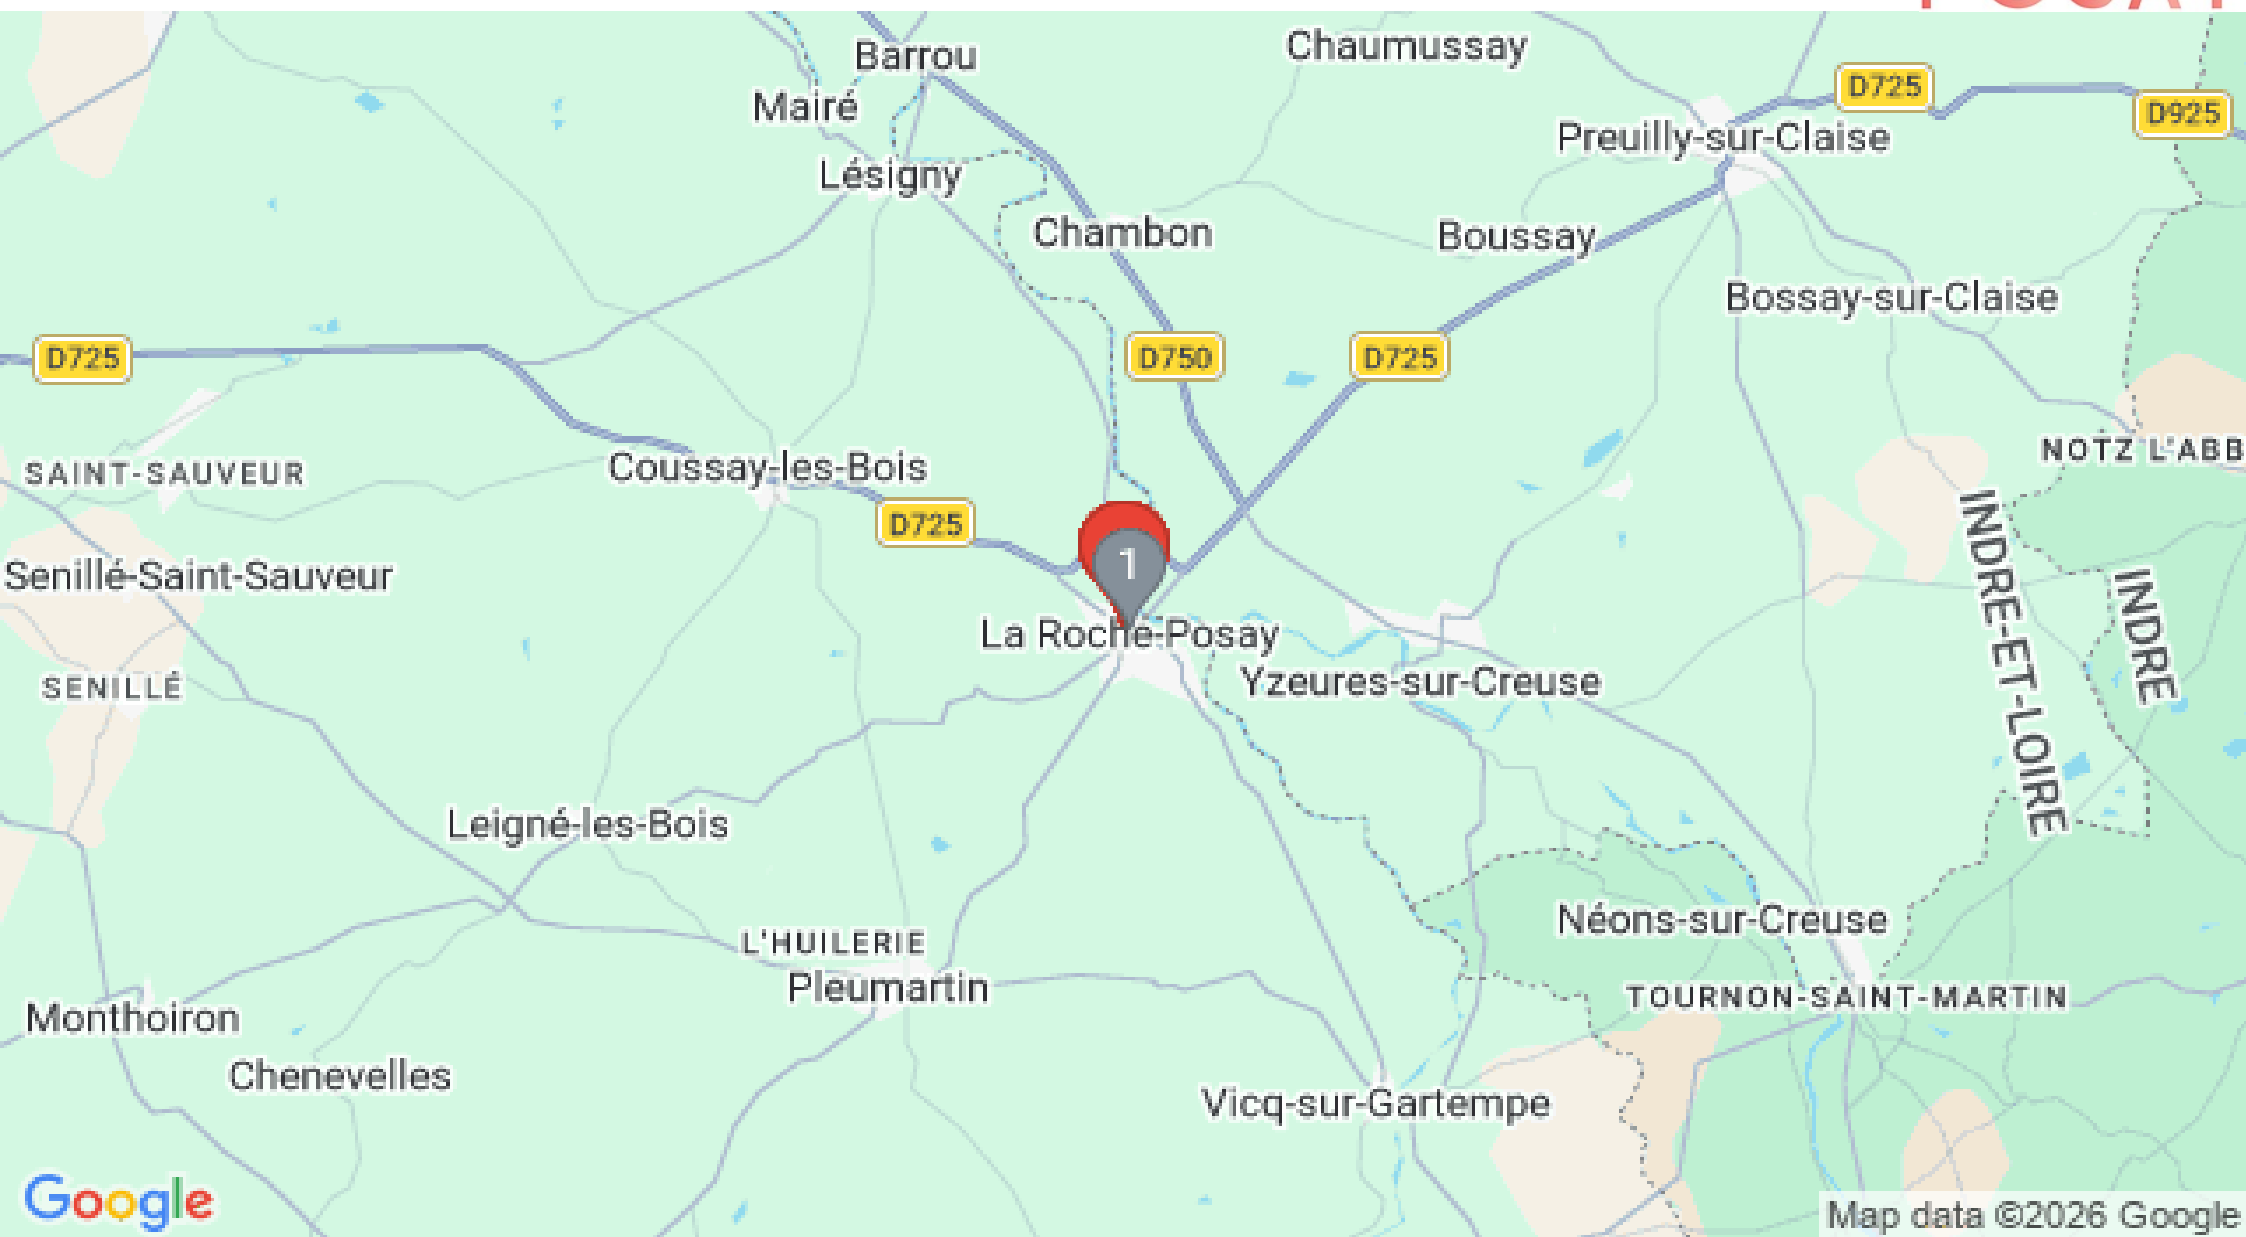 Barrou
Chaumussay
D725
Mairé
D925
Preuilly-sur-Claise
Lésigny
Chambon
Boussay
Bossay-sur-Claise
D725
D750
D725
NOTZ L'ABB
Coussay-les-Bois
SAINT-SAUVEUR
D725
INDRE-ET-LOIRE
INDRE
1
Senillé-Saint-Sauveur
La Roche-Posay
Yzeures-sur-Creuse
SENILLÉ
Leigné-les-Bois
Néons-sur-Creuse
L'HUILERIE
Pleumartin
TOURNON-SAINT-MARTIN
Monthoiron
Chenevelles
Vicq-sur-Gartempe
Google
Map data ©2026 Google